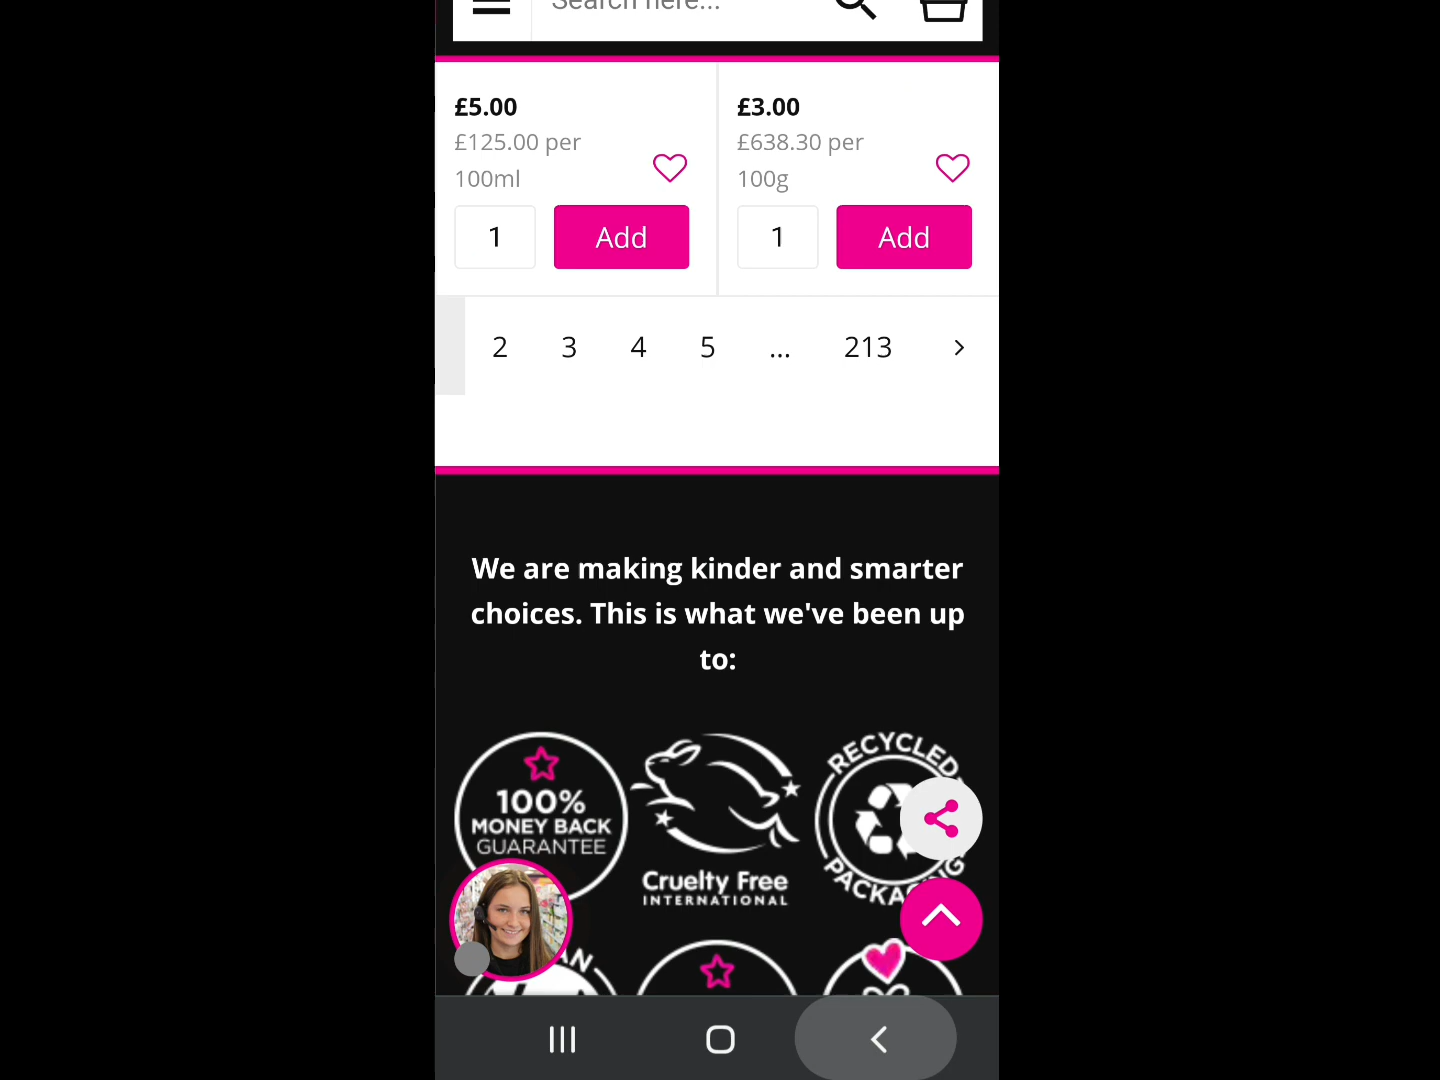 Search here...
£5.00
£125.00 per
100ml
1
Add
£3.00
£638.30 per
100g
1
Add
2 3 4 5 ... 213
We are making kinder and smarter
choices. This is what we've been up
to:
100%
MONEY BACK
GUARANTEE
Cruelty Free
INTERNATIONAL
RECYCLED